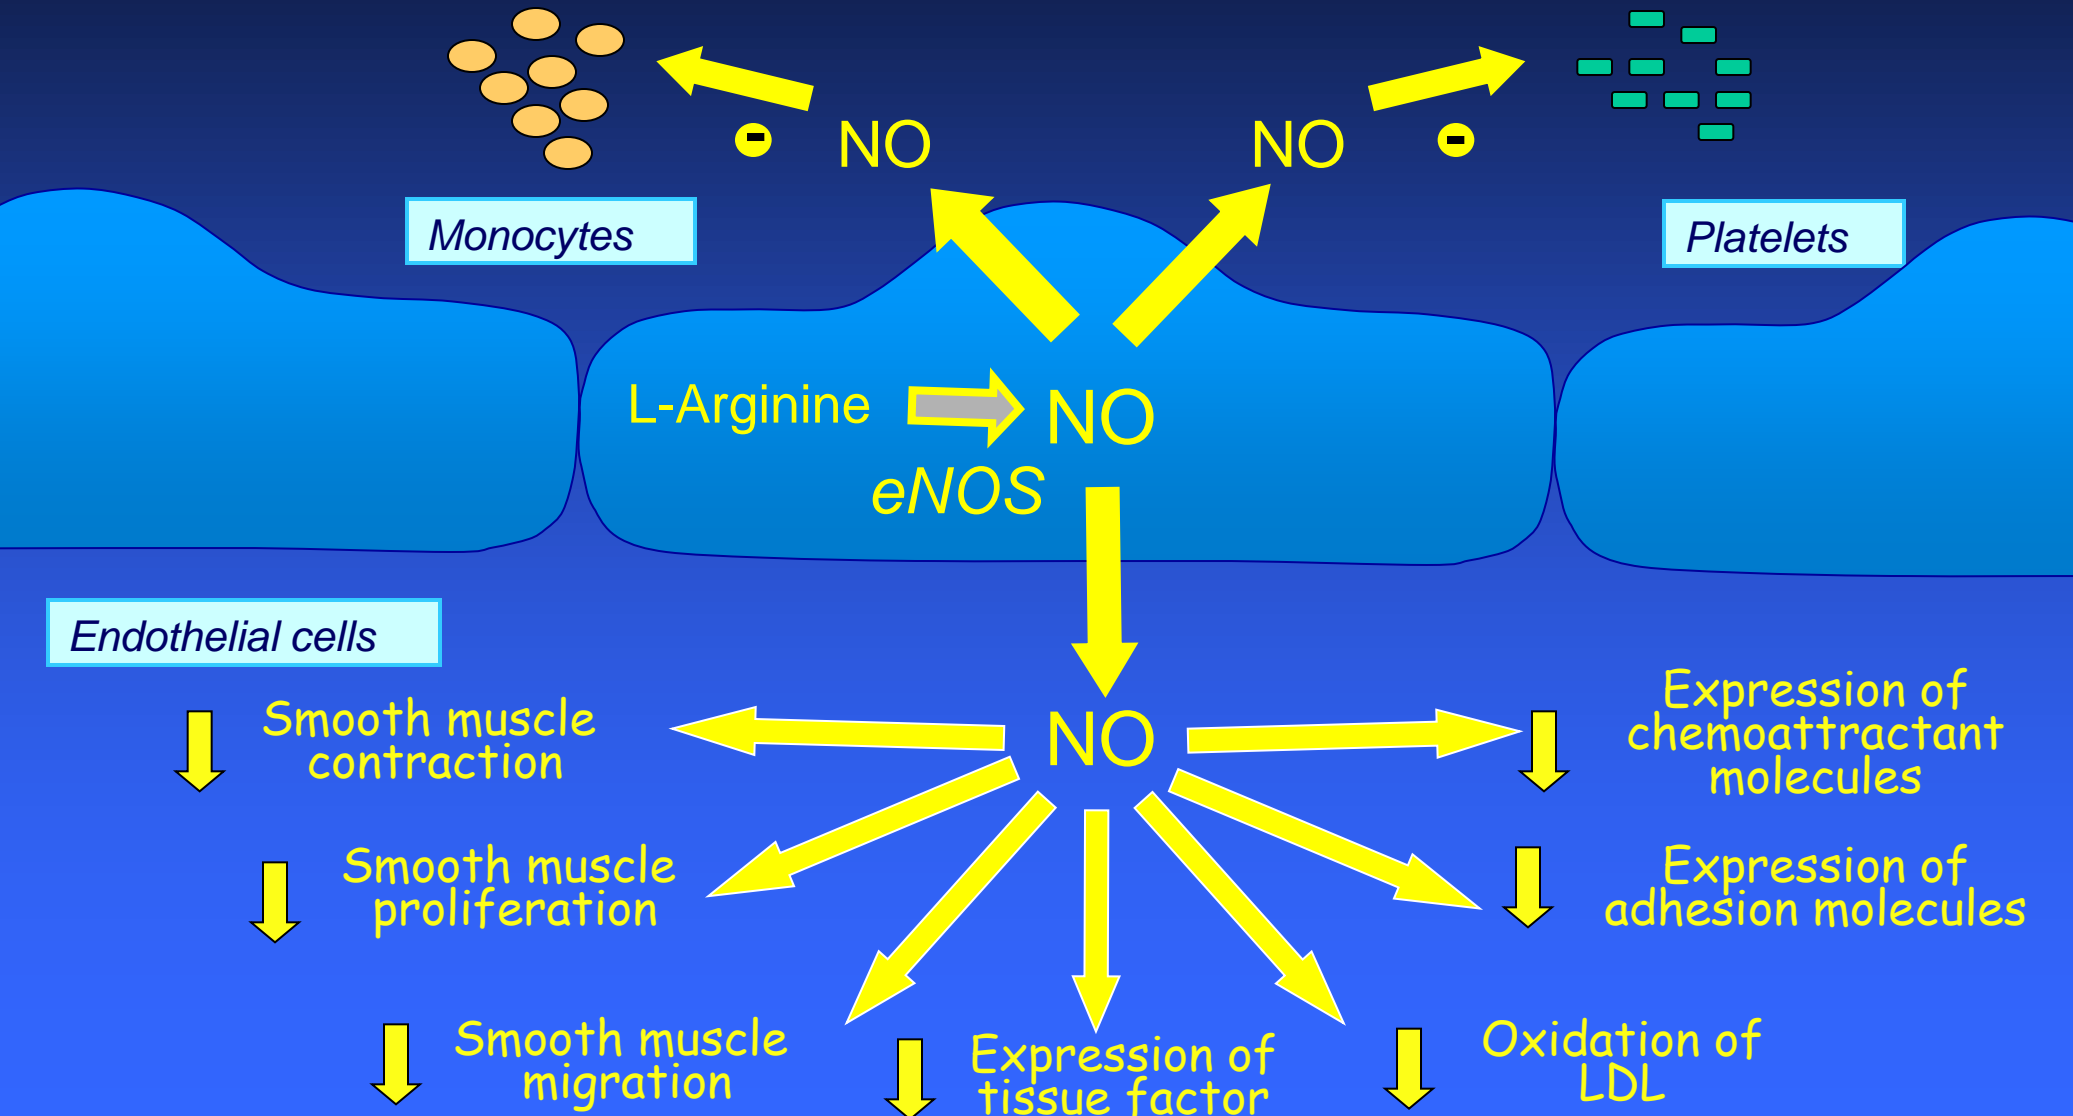 NO
NO
Monocytes
Platelets
L-Arginine
NO
eNOS
Endothelial cells
Smooth muscle
contraction
NO
Expression of
chemoattractant
molecules
Smooth muscle
proliferation
Expression of
adhesion molecules
Smooth muscle
migration
Expression of
tissue factor
Oxidation of
LDL